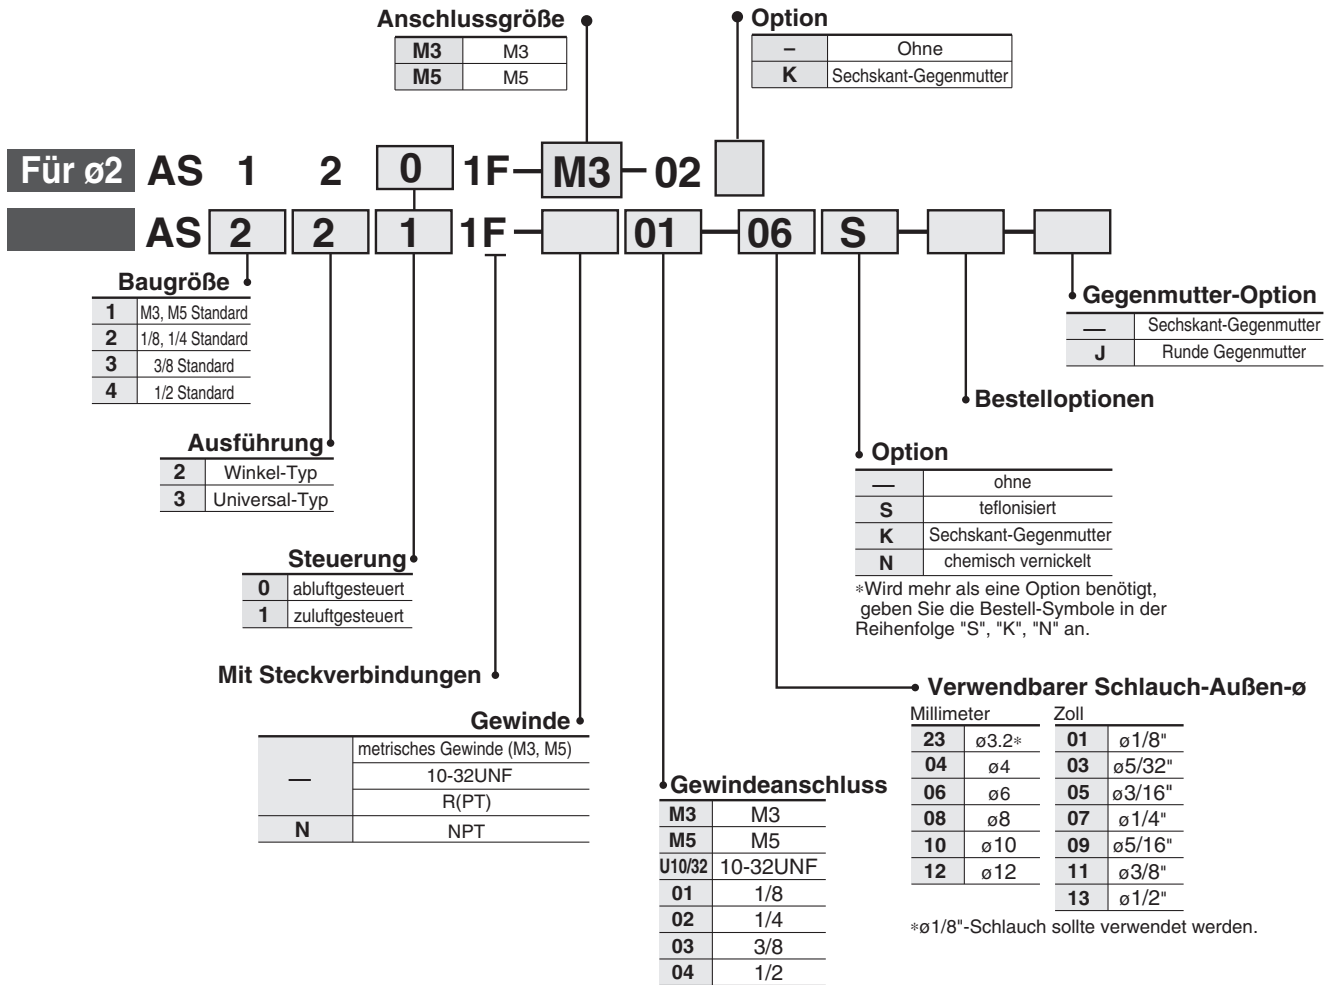 Anschlussgröße
M3 M3
M5 M5
Option
– Ohne
K Sechskant-Gegenmutter
Für ø2 AS 1 2 0 1F – M3 – 02
AS 2 2 1 1F – 01 – 06 S – –
Baugröße
1 M3, M5 Standard
2 1/8, 1/4 Standard
3 3/8 Standard
4 1/2 Standard
Gegenmutter-Option
— Sechskant-Gegenmutter
J Runde Gegenmutter
Bestelloptionen
Ausführung
2 Winkel-Typ
3 Universal-Typ
Option
— ohne
S teflonisiert
K Sechskant-Gegenmutter
N chemisch vernickelt
*Wird mehr als eine Option benötigt,
geben Sie die Bestell-Symbole in der
Reihenfolge "S", "K", "N" an.
Steuerung
0 abluftgesteuert
1 zuluftgesteuert
Mit Steckverbindungen
Gewinde
— metrisches Gewinde (M3, M5)
10-32UNF
R(PT)
N NPT
Gewindeanschluss
M3 M3
M5 M5
U10/32 10-32UNF
01 1/8
02 1/4
03 3/8
04 1/2
Verwendbarer Schlauch-Außen-ø
Millimeter
23 ø3.2*
04 ø4
06 ø6
08 ø8
10 ø10
12 ø12
Zoll
01 ø1/8"
03 ø5/32"
05 ø3/16"
07 ø1/4"
09 ø5/16"
11 ø3/8"
13 ø1/2"
*ø1/8"-Schlauch sollte verwendet werden.